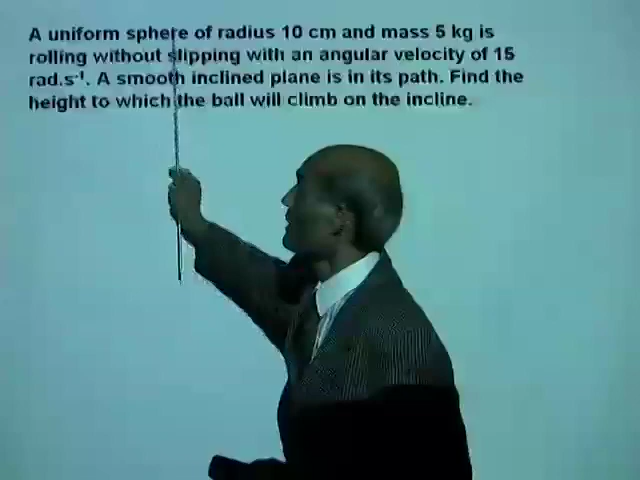 A uniform sphere of radius 10 cm and mass 5 kg is
rolling without slipping with an angular velocity of 15
rad.s⁻¹. A smooth inclined plane is in its path. Find the
height to which the ball will climb on the incline.